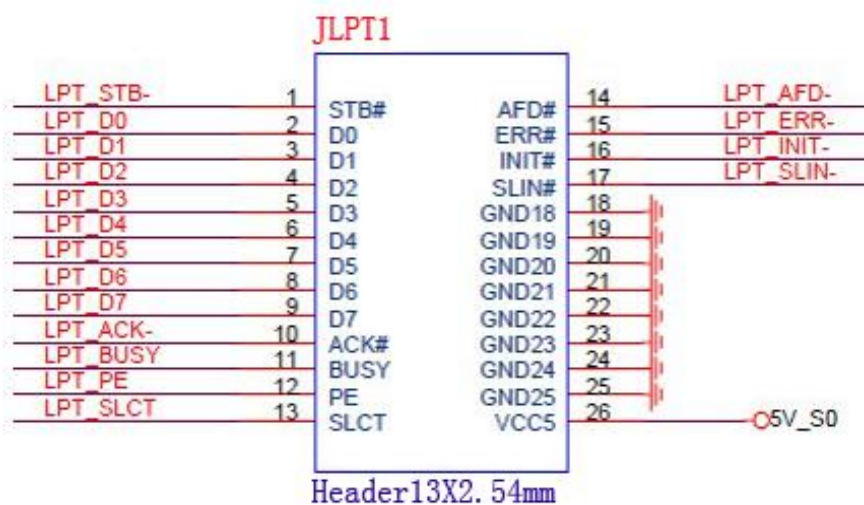 JLPT1
LPT_STB- 1 STB# AFD# 14 LPT_AFD-
LPT_D0 2 D0 ERR# 15 LPT_ERR-
LPT_D1 3 D1 INIT# 16 LPT_INIT-
LPT_D2 4 D2 SLIN# 17 LPT_SLIN-
LPT_D3 5 D3 GND18 18
LPT_D4 6 D4 GND19 19
LPT_D5 7 D5 GND20 20
LPT_D6 8 D6 GND21 21
LPT_D7 9 D7 GND22 22
LPT_ACK- 10 ACK# GND23 23
LPT_BUSY 11 BUSY GND24 24
LPT_PE 12 PE GND25 25
LPT_SLCT 13 SLCT VCC5 26 5V_S0
Header13X2.54mm